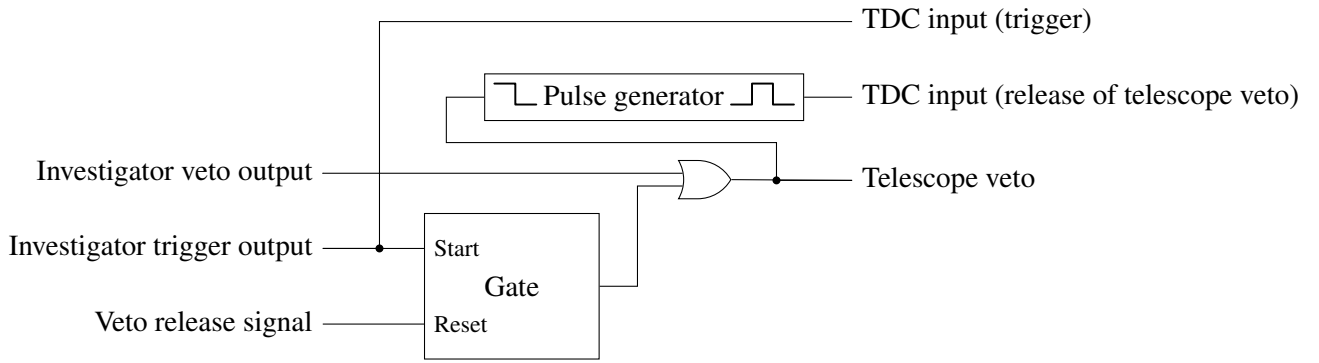 TDC input (trigger)
Pulse generator
TDC input (release of telescope veto)
Investigator veto output
Telescope veto
Investigator trigger output
Start
Gate
Veto release signal
Reset